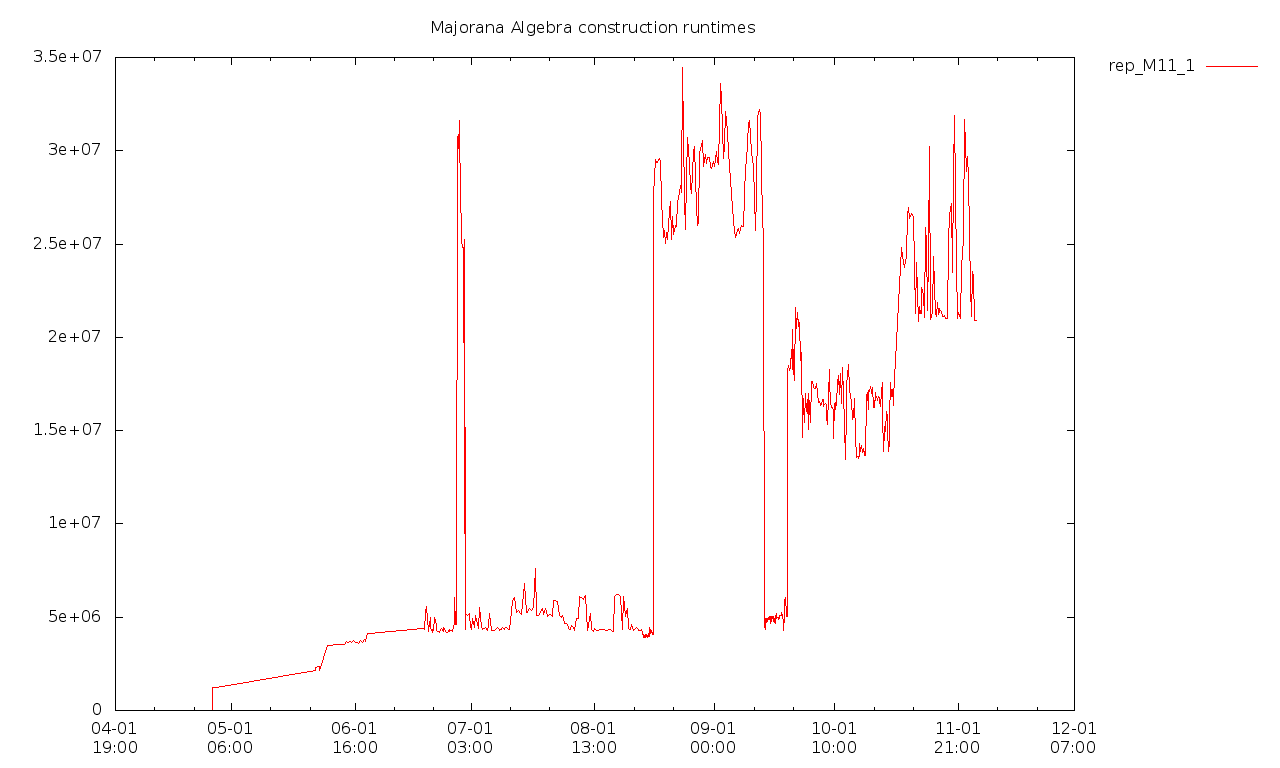 Majorana Algebra construction runtimes
rep_M11_1
3.5e+07
3e+07
2.5e+07
2e+07
1.5e+07
1e+07
5e+06
0
04-01 05-01 06-01 07-01 08-01 09-01 10-01 11-01 12-01
19:00 06:00 16:00 03:00 13:00 00:00 10:00 21:00 07:00